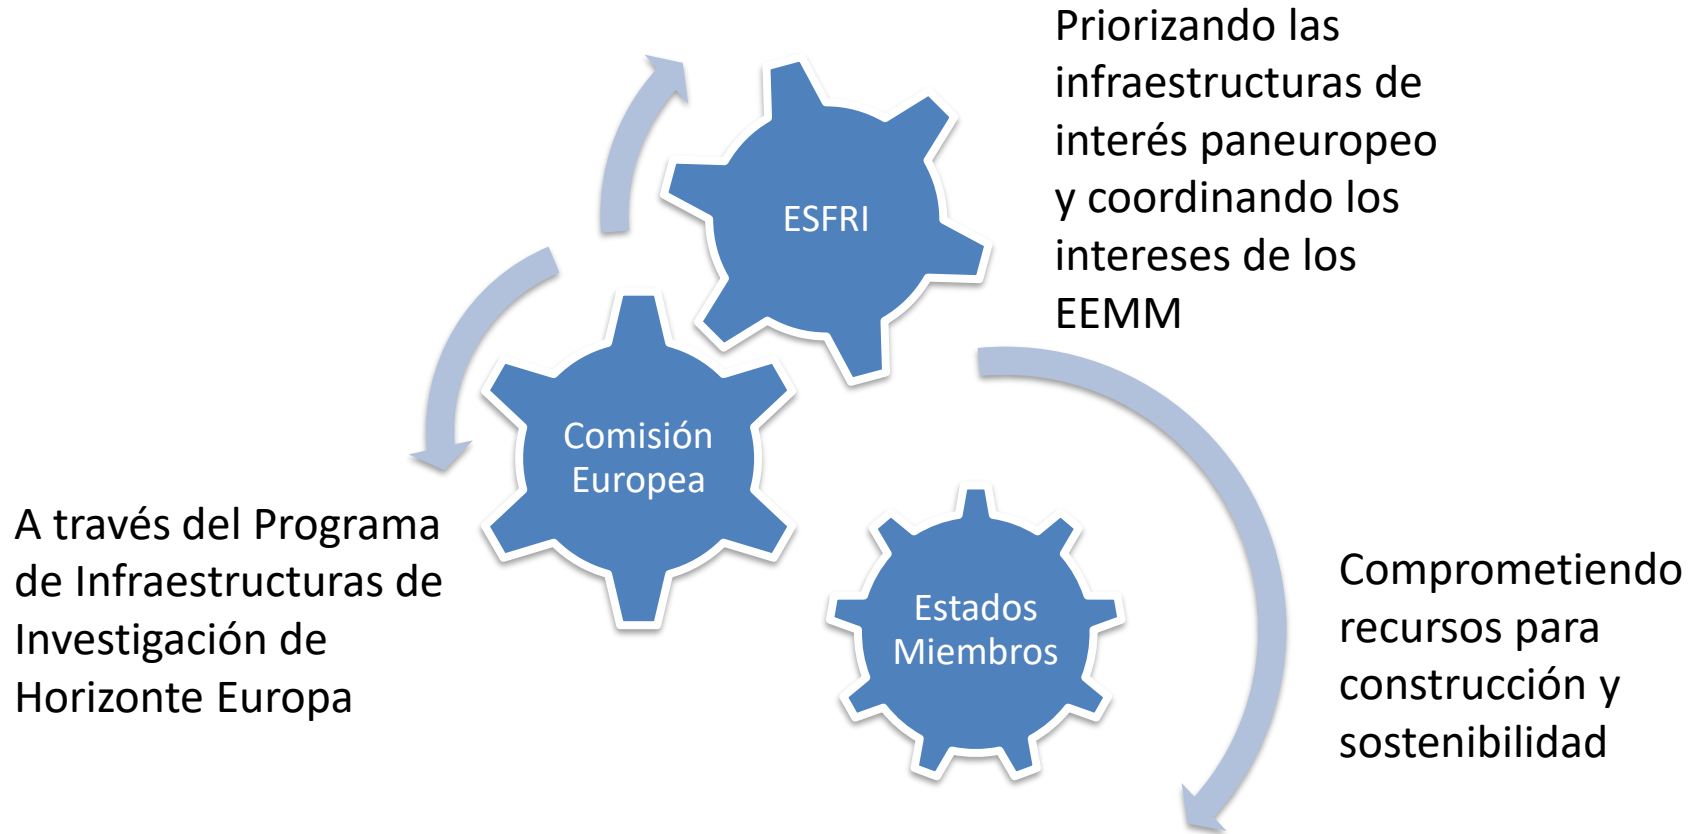 Priorizando las
infraestructuras de
interés paneuropeo
y coordinando los
intereses de los
EEMM
ESFRI
Comisión
Europea
A través del Programa
de Infraestructuras de
Investigación de
Horizonte Europa
Estados
Miembros
Comprometiendo
recursos para
construcción y
sostenibilidad